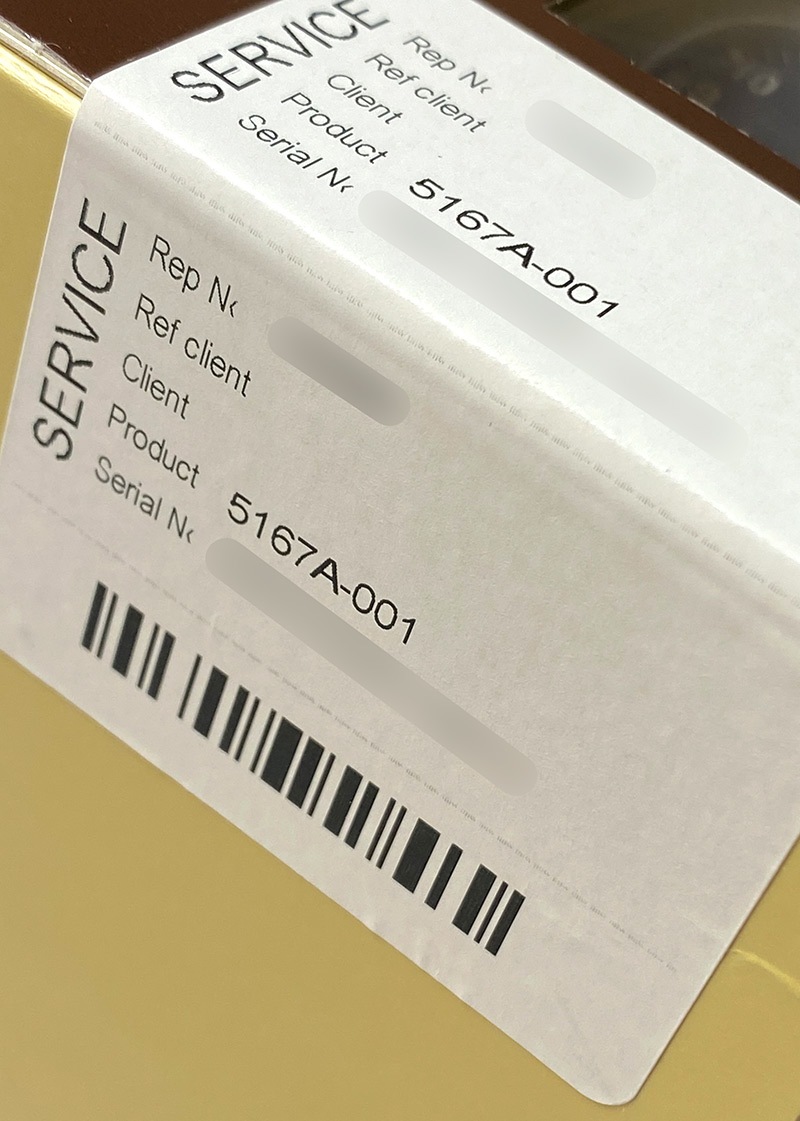 SERVICE
Rep N‹
Ref client
Client
Product 5167A-001
Serial N‹
SERVICE
Rep N‹
Ref client
Client
Product 5167A-001
Serial N‹